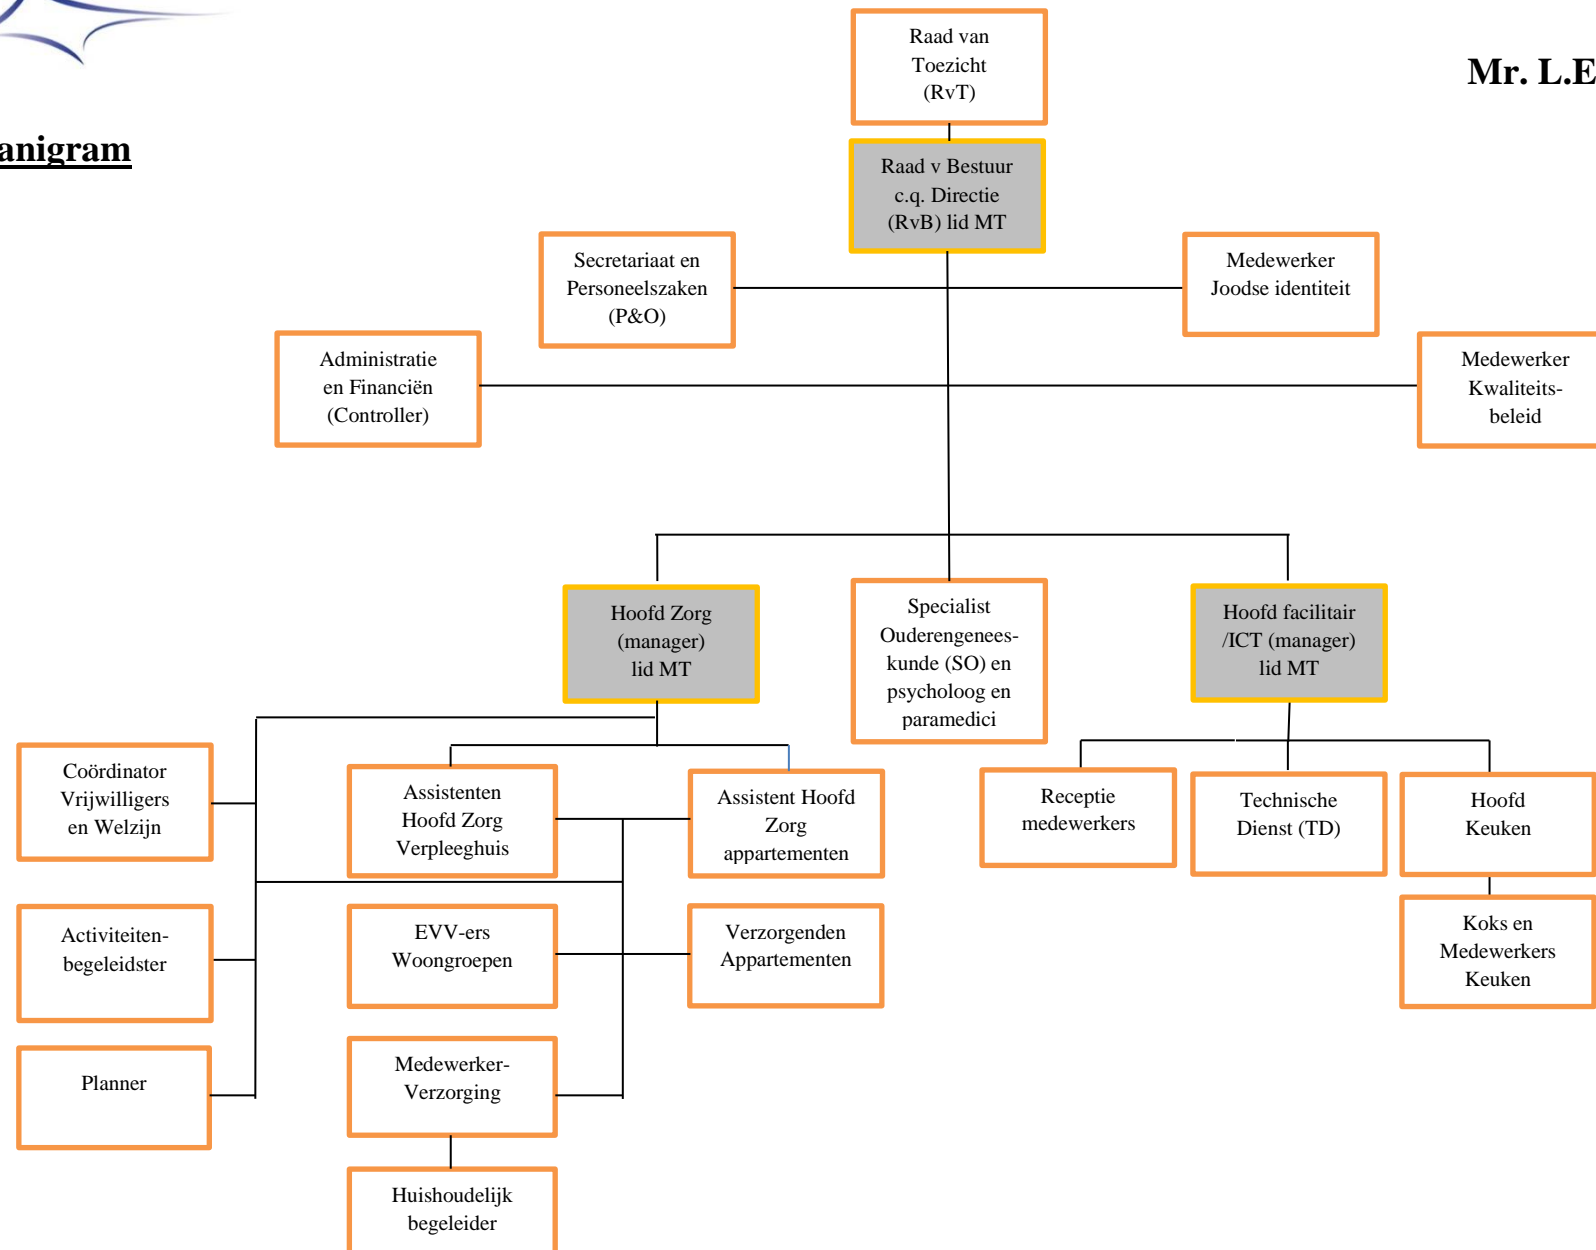 Raad van
Toezicht
(RvT)
Mr. L.E
anigram
Raad v Bestuur
c.q. Directie
(RvB) lid MT
Secretariaat en
Personeelszaken
(P&O)
Medewerker
Joodse identiteit
Administratie
en Financiën
(Controller)
Medewerker
Kwaliteits-
beleid
Hoofd Zorg
(manager)
lid MT
Specialist
Ouderengenees-
kunde (SO) en
psycholoog en
paramedici
Hoofd facilitair
/ICT (manager)
lid MT
Coördinator
Vrijwilligers
en Welzijn
Assistenten
Hoofd Zorg
Verpleeghuis
Assistent Hoofd
Zorg
appartementen
Receptie
medewerkers
Technische
Dienst (TD)
Hoofd
Keuken
Activiteiten-
begeleidster
EVV-ers
Woongroepen
Verzorgenden
Appartementen
Koks en
Medewerkers
Keuken
Planner
Medewerker-
Verzorging
Huishoudelijk
begeleider